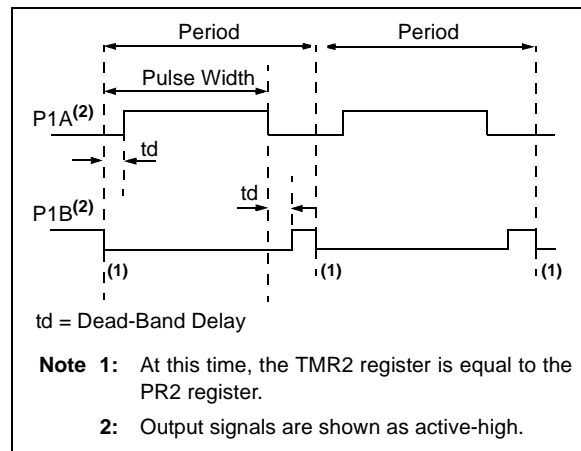 Period Period
Pulse Width
P1A(2)
td
td
P1B(2)
(1) (1) (1)
td = Dead-Band Delay
Note 1: At this time, the TMR2 register is equal to the
PR2 register.
2: Output signals are shown as active-high.